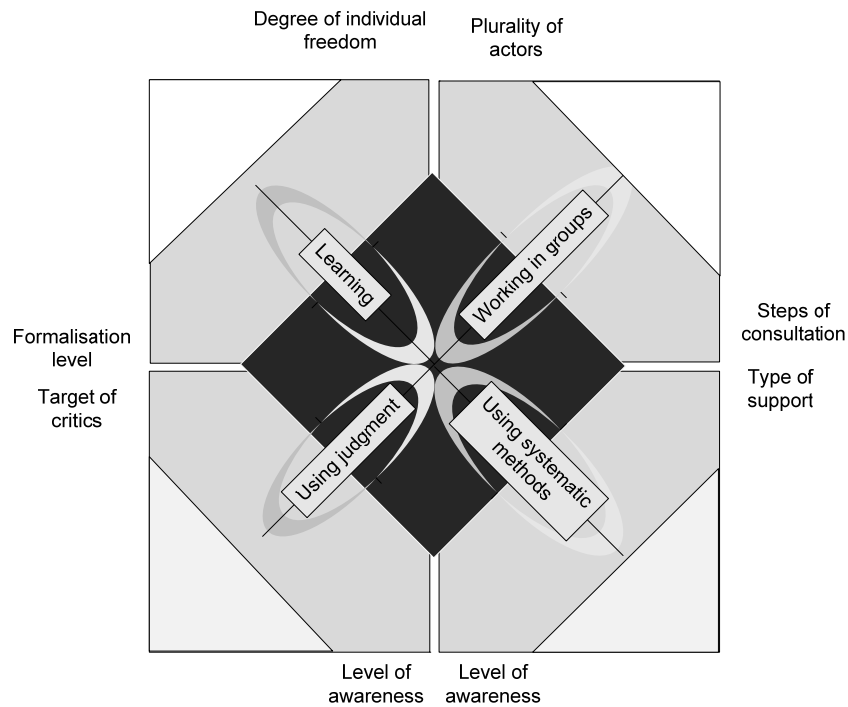 Degree of individual
freedom
Plurality of
actors
Learning
Working in groups
Formalisation
level
Steps of
consultation
Target of
critics
Type of
support
Using judgment
Using systematic
methods
Level of
awareness
Level of
awareness